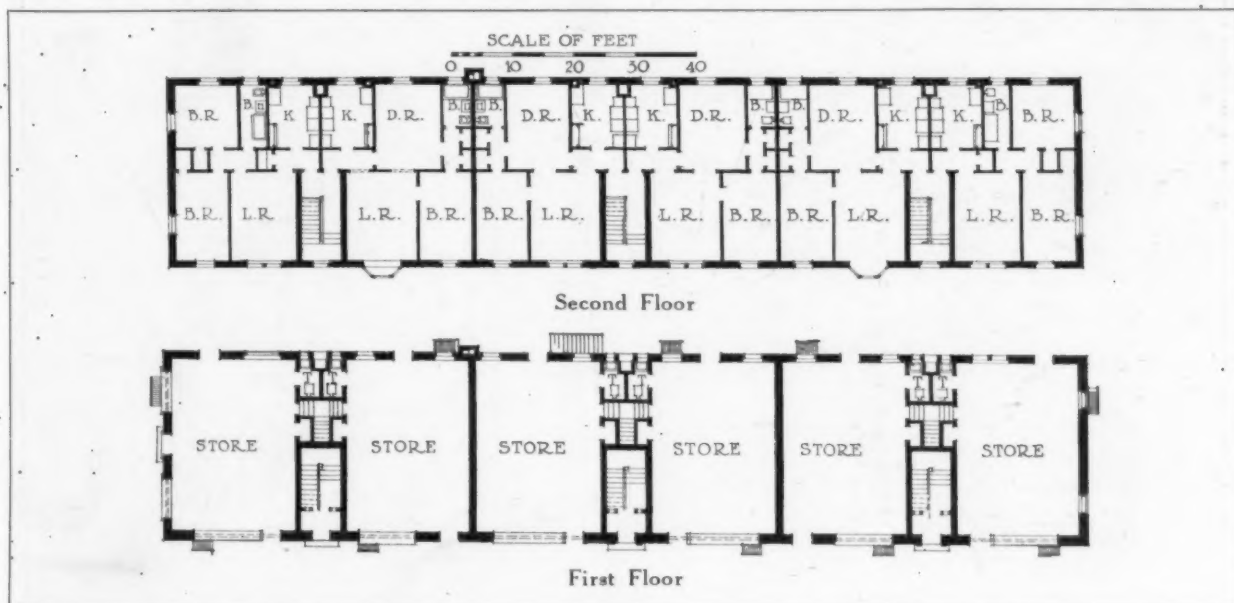 SCALE OF FEET
0 10 20 30 40
B.R. B. K. K. D.R. B. B. D.R. K. K. D.R. B. B. D.R. K. K. B. B.R.
B.R. L.R. L.R. B.R. B.R. L.R. L.R. B.R. B.R. L.R. L.R. B.R.
Second Floor
T T T T T T
STORE STORE STORE STORE STORE STORE
First Floor